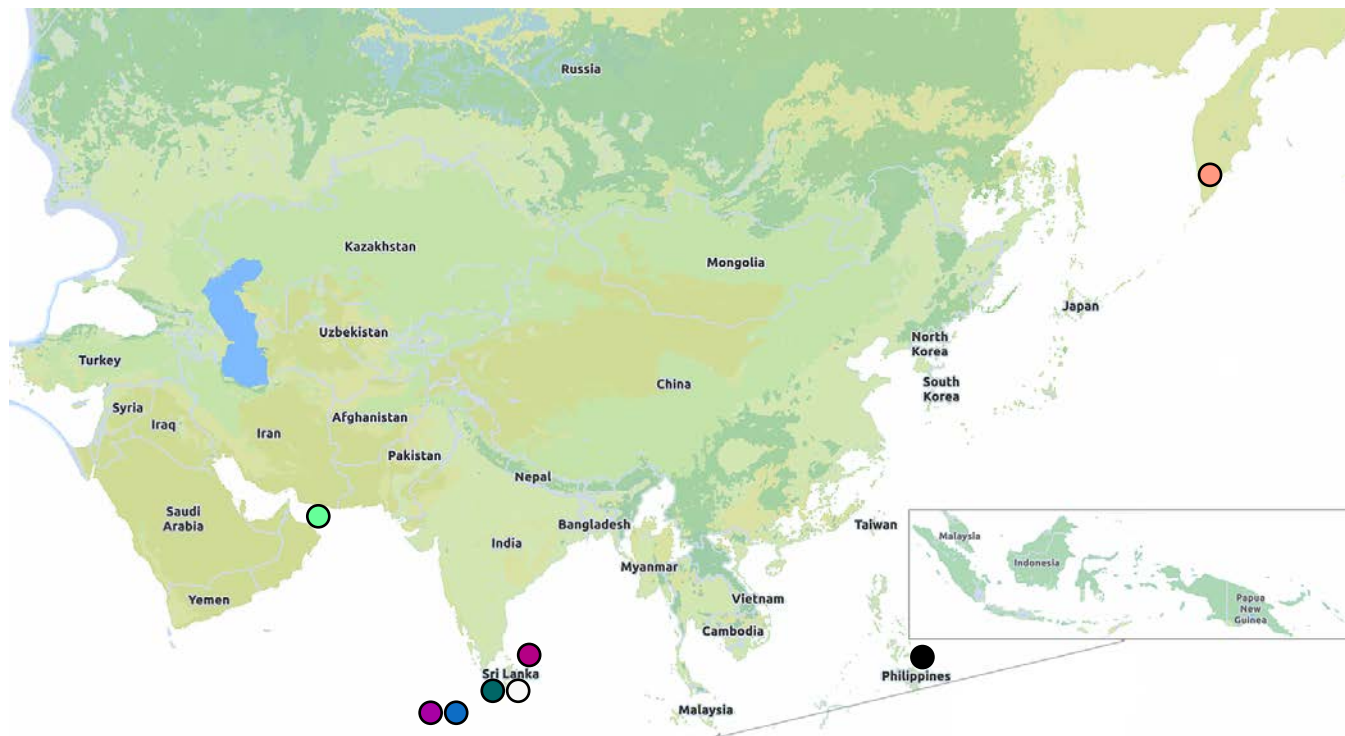 Russia
Kazakhstan
Mongolia
Uzbekistan
Japan
North
Korea
Turkey
China
South
Korea
Syria
Iraq
Afghanistan
Iran
Pakistan
Nepal
Saudi
Arabia
Bangladesh
Taiwan
India
Myanmar
Malaysia
Indonesia
Yemen
Vietnam
Papua
New
Guinea
Cambodia
Sri Lanka
Philippines
Malaysia